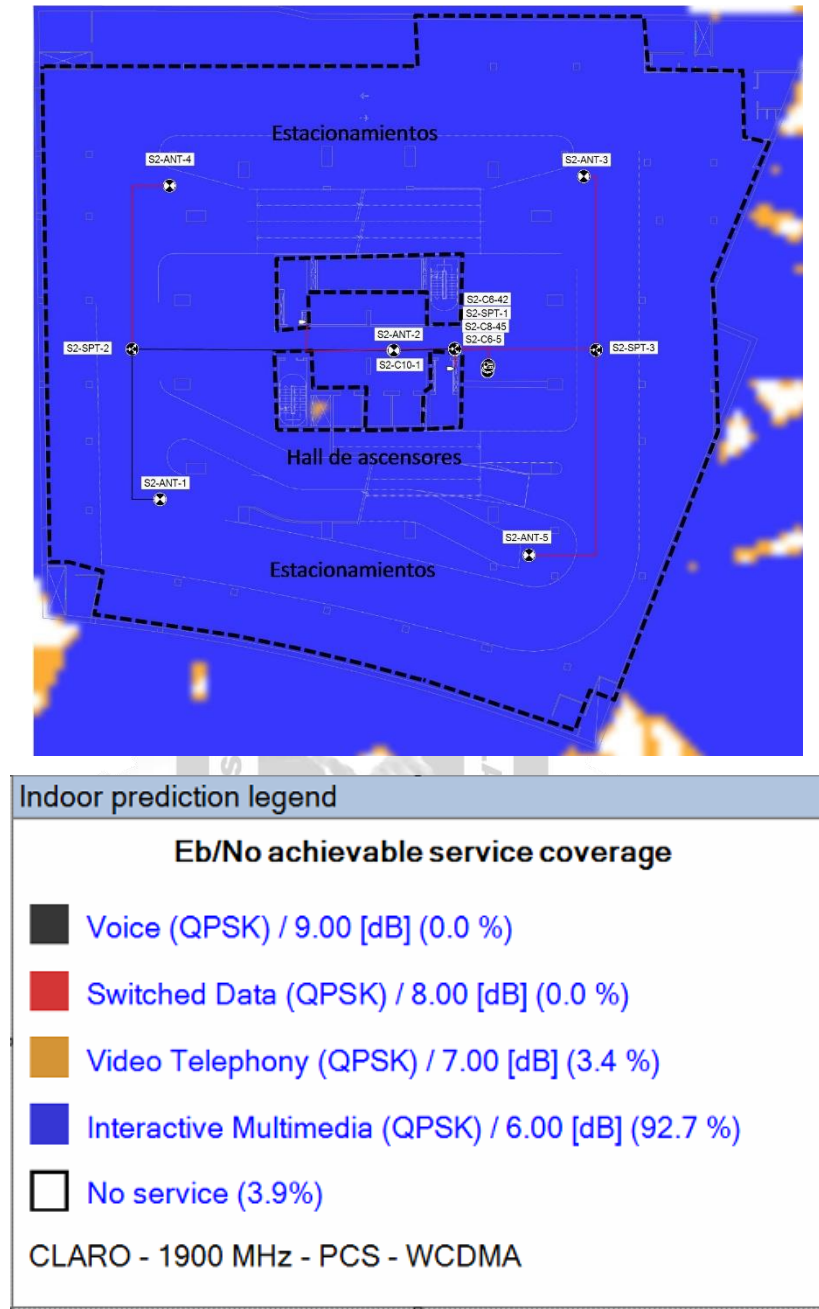 Estacionamientos
S2-ANT-4
S2-ANT-3
S2-C6-42
S2-SPT-1
S2-C8-45
S2-C6-5
S2-SPT-2
S2-ANT-2
S2-SPT-3
S2-C10-1
Hall de ascensores
S2-ANT-1
S2-ANT-5
Estacionamientos
Indoor prediction legend
Eb/No achievable service coverage
Voice (QPSK) / 9.00 [dB] (0.0 %)
Switched Data (QPSK) / 8.00 [dB] (0.0 %)
Video Telephony (QPSK) / 7.00 [dB] (3.4 %)
Interactive Multimedia (QPSK) / 6.00 [dB] (92.7 %)
No service (3.9%)
CLARO - 1900 MHz - PCS - WCDMA